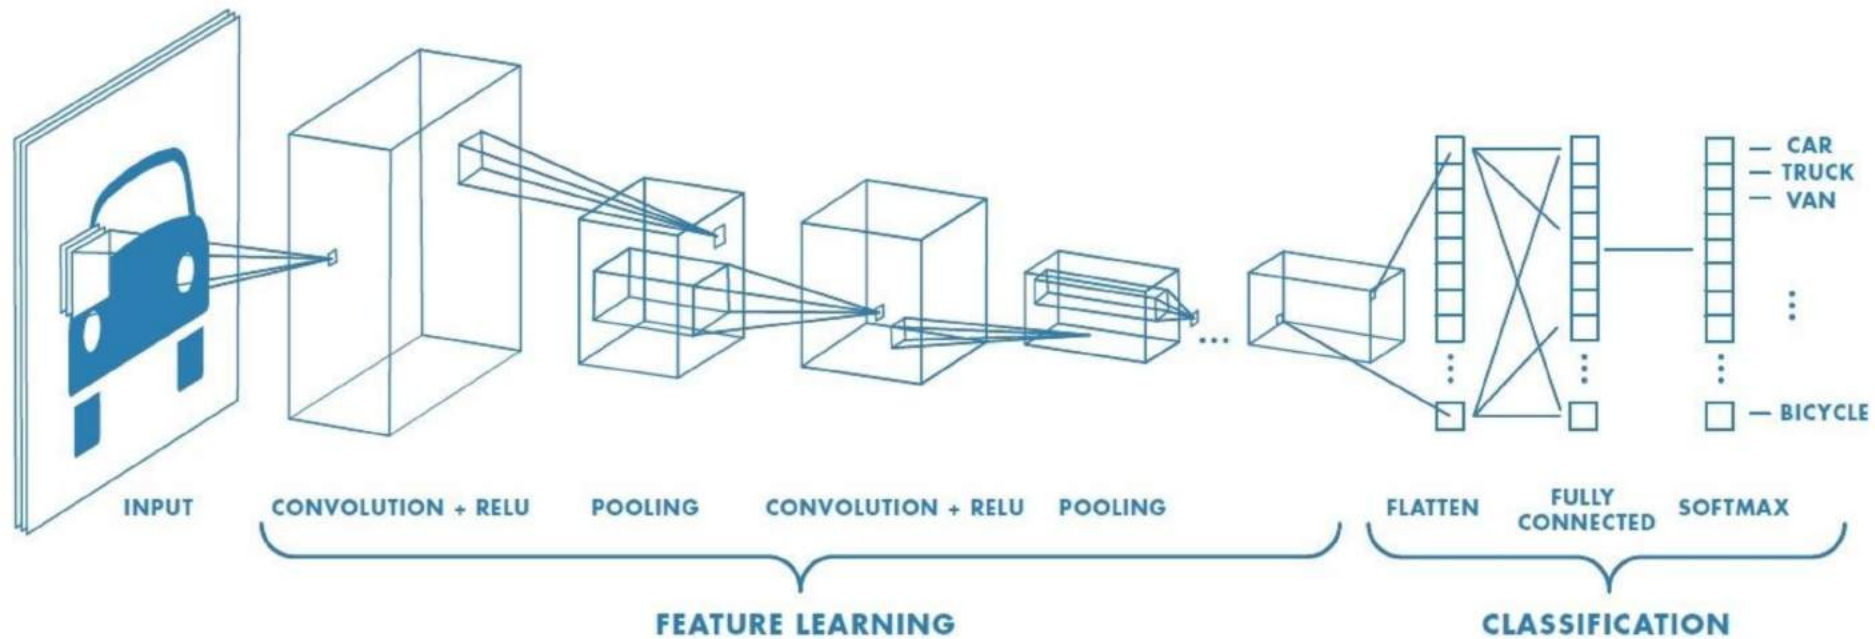 CAR
TRUCK
VAN
BICYCLE
INPUT
CONVOLUTION + RELU
POOLING
CONVOLUTION + RELU
POOLING
FLATTEN
FULLY
CONNECTED
SOFTMAX
FEATURE LEARNING
CLASSIFICATION